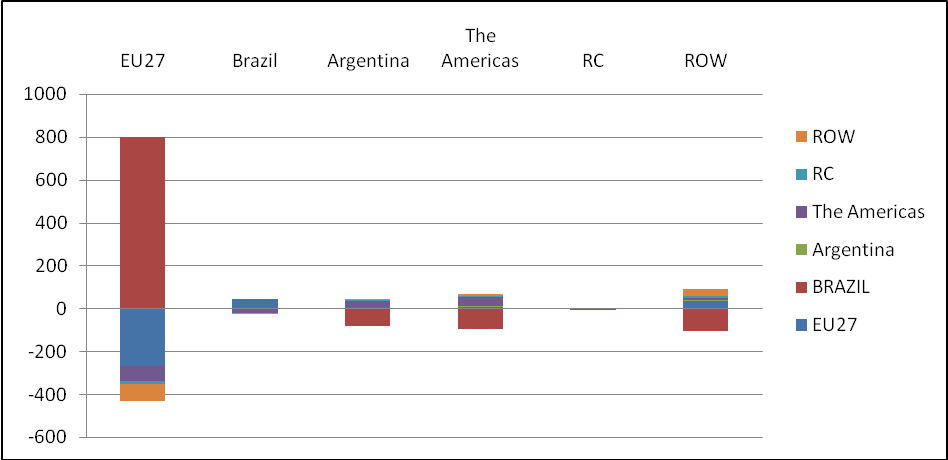 EU27
Brazil
Argentina
The
Americas
RC
ROW
1000
800
600
400
200
0
-200
-400
-600
ROW
RC
The Americas
Argentina
BRAZIL
EU27